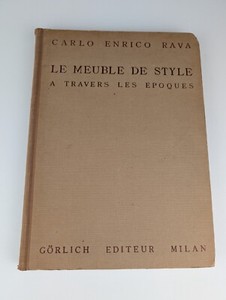 CARLO ENRICO RAVA
LE MEUBLE DE STYLE
A TRAVERS LES EPOQUES
GÖRLICH EDITEUR MILAN